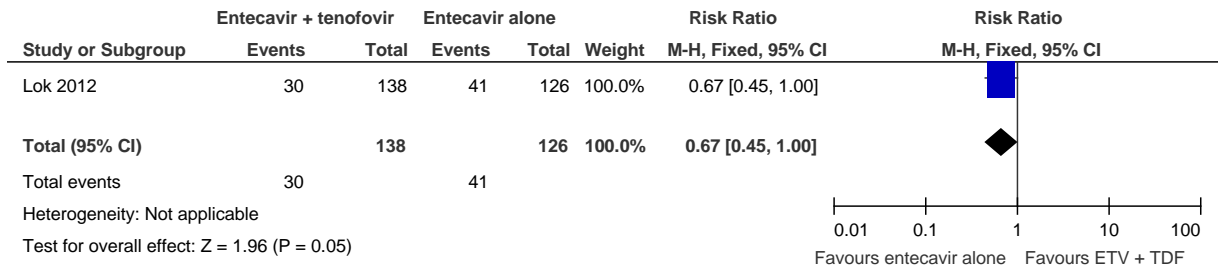 Entecavir + tenofovir Entecavir alone Risk Ratio Risk Ratio
Study or Subgroup Events Total Events Total Weight M-H, Fixed, 95% CI M-H, Fixed, 95% CI
Lok 2012 30 138 41 126 100.0% 0.67 [0.45, 1.00]
Total (95% CI) 138 126 100.0% 0.67 [0.45, 1.00]
Total events 30 41
Heterogeneity: Not applicable
Test for overall effect: Z = 1.96 (P = 0.05)
0.01 0.1 1 10 100
Favours entecavir alone Favours ETV + TDF